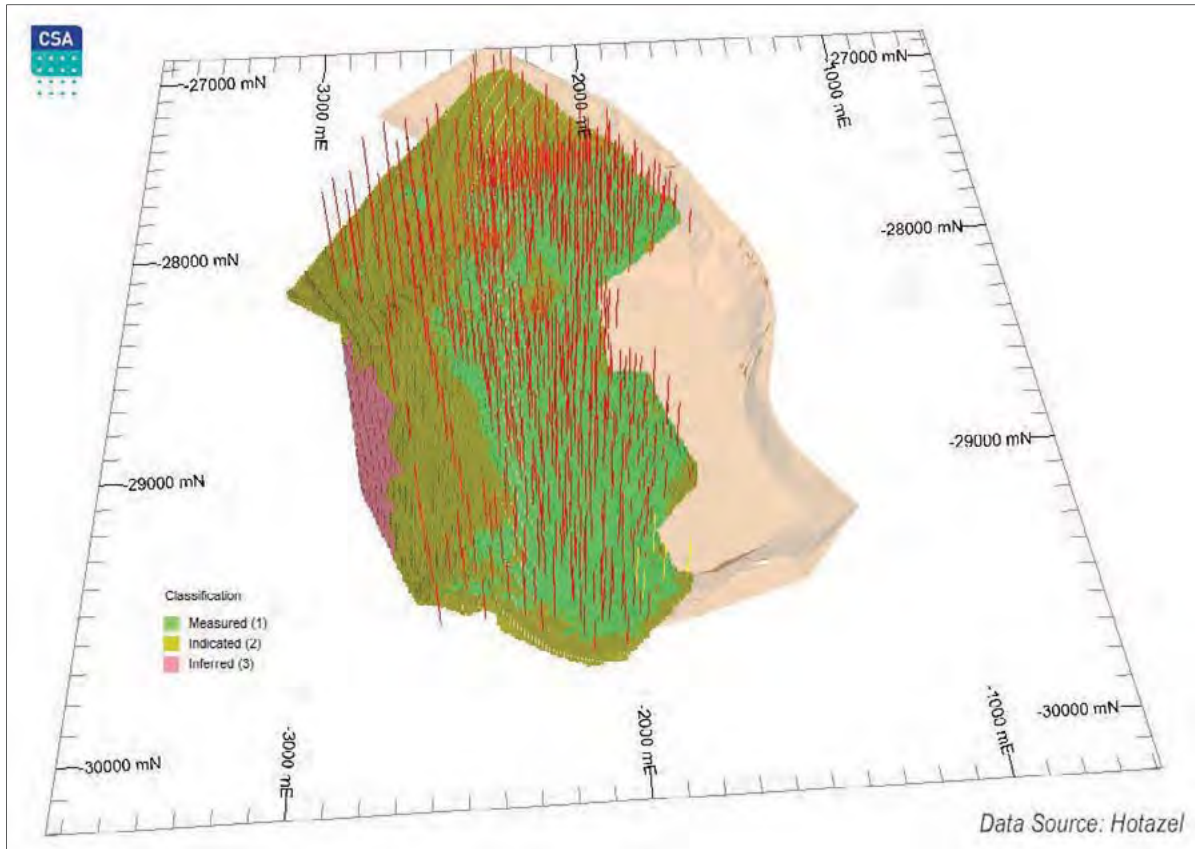 CSA
-27000 mN
-3000 mE
-2000 mE
-1000 mE
-27000 mN
-28000 mN
-28000 mN
-29000 mN
-29000 mN
Classification
Measured (1)
Indicated (2)
Inferred (3)
-30000 mN
-3000 mE
-2000 mE
-1000 mE
-30000 mN
Data Source: Hotazel